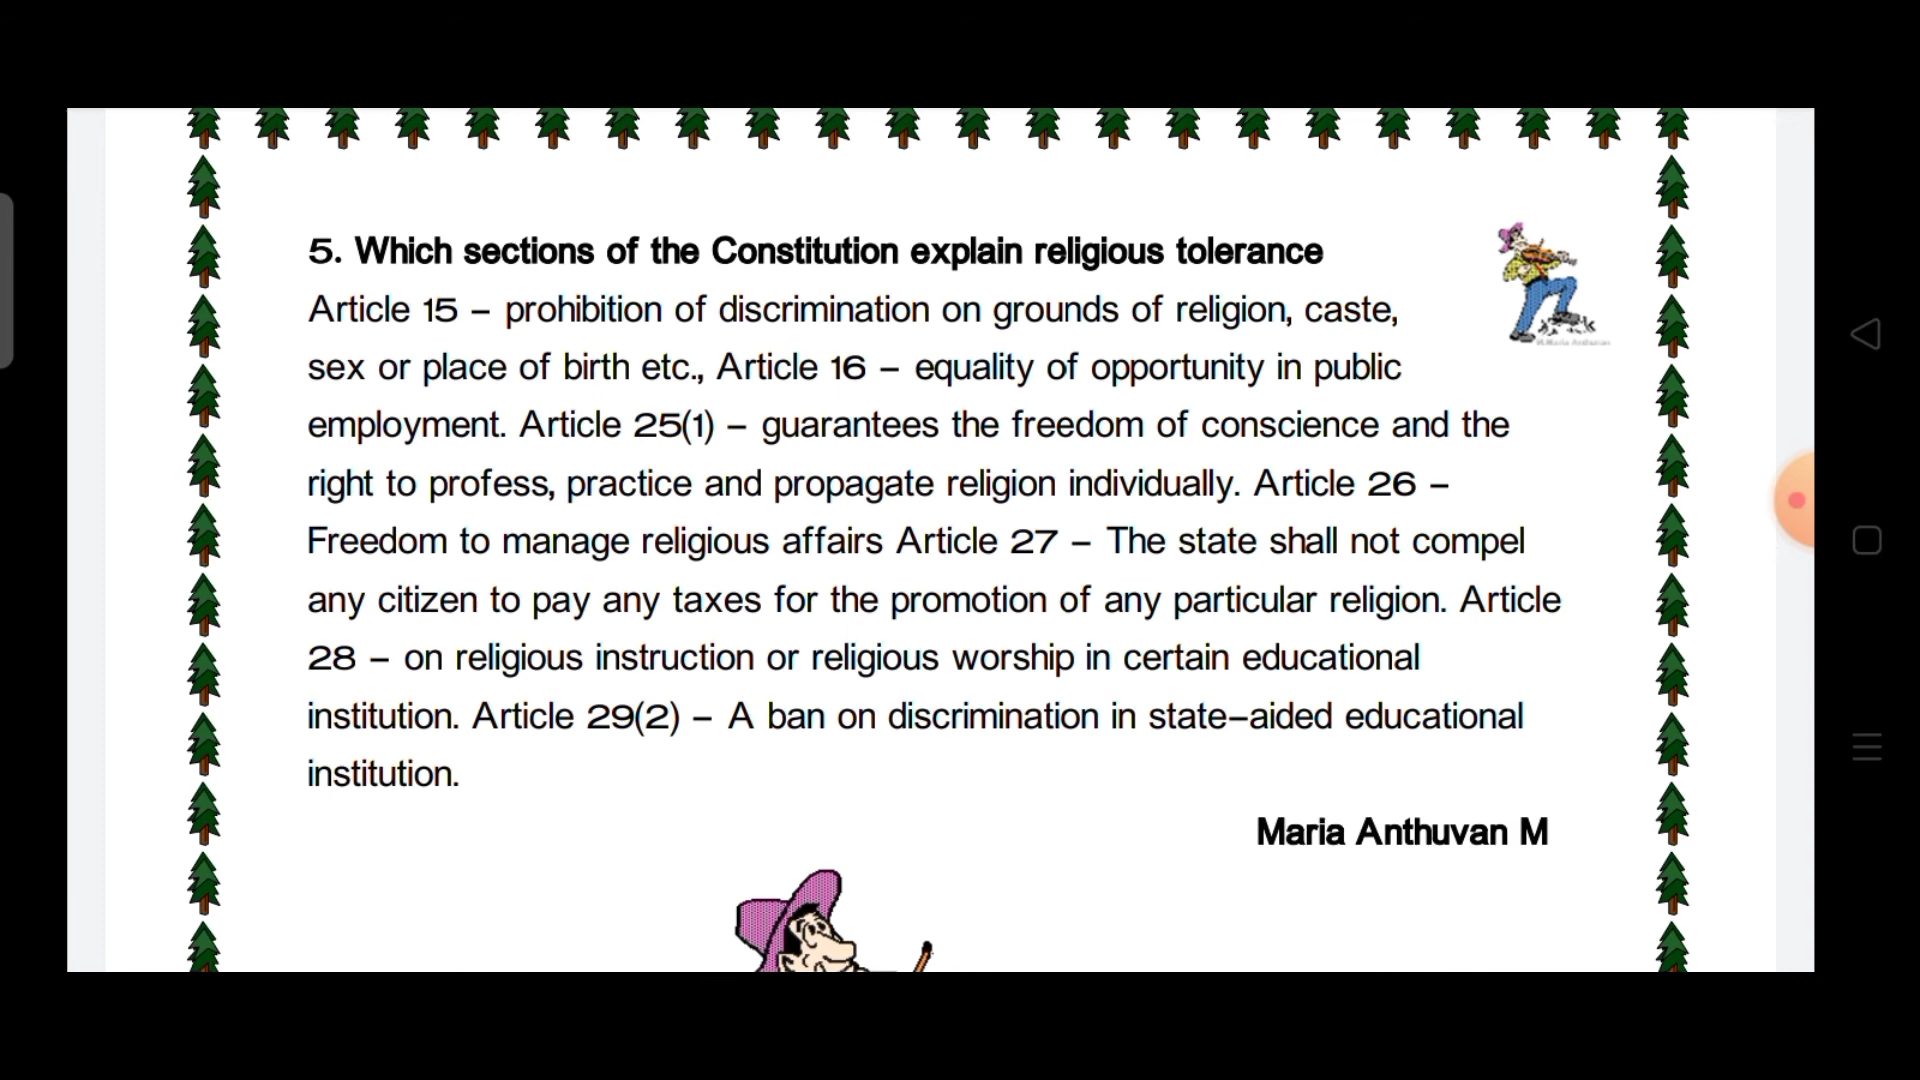 5. Which sections of the Constitution explain religious tolerance
Article 15 – prohibition of discrimination on grounds of religion, caste,
sex or place of birth etc., Article 16 – equality of opportunity in public
employment. Article 25(1) – guarantees the freedom of conscience and the
right to profess, practice and propagate religion individually. Article 26 –
Freedom to manage religious affairs Article 27 – The state shall not compel
any citizen to pay any taxes for the promotion of any particular religion. Article
28 – on religious instruction or religious worship in certain educational
institution. Article 29(2) – A ban on discrimination in state–aided educational
institution.
Maria Anthuvan M